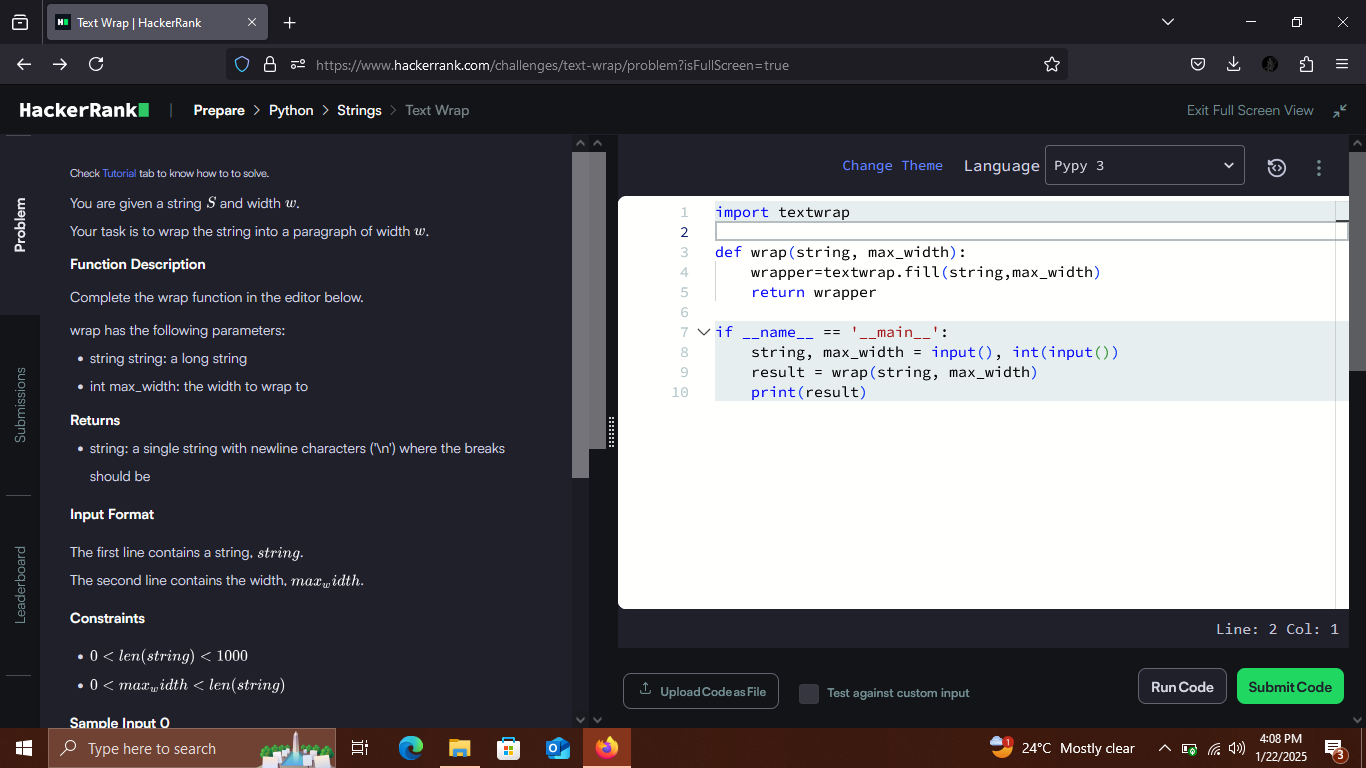 Text Wrap | HackerRank
https://www.hackerrank.com/challenges/text-wrap/problem?isFullScreen=true
HackerRank
Prepare > Python > Strings > Text Wrap
Exit Full Screen View
Problem
Submissions
Leaderboard
Check Tutorial tab to know how to to solve.
You are given a string S and width w.
Your task is to wrap the string into a paragraph of width w.
Function Description
Complete the wrap function in the editor below.
wrap has the following parameters:
• string string: a long string
• int max_width: the width to wrap to
Returns
• string: a single string with newline characters ('\n') where the breaks
should be
Input Format
The first line contains a string, string.
The second line contains the width, max_width.
Constraints
• 0 < len(string) < 1000
• 0 < max_width < len(string)
Sample Input 0
Change Theme Language Pypy 3
1 import textwrap
2
3 def wrap(string, max_width):
4     wrapper=textwrap.fill(string,max_width)
5     return wrapper
6
7 if __name__ == '__main__':
8     string, max_width = input(), int(input())
9     result = wrap(string, max_width)
10     print(result)
Line: 2 Col: 1
Upload Code as File
Test against custom input
Run Code
Submit Code
Type here to search
1
24°C Mostly clear
4:08 PM
1/22/2025
3